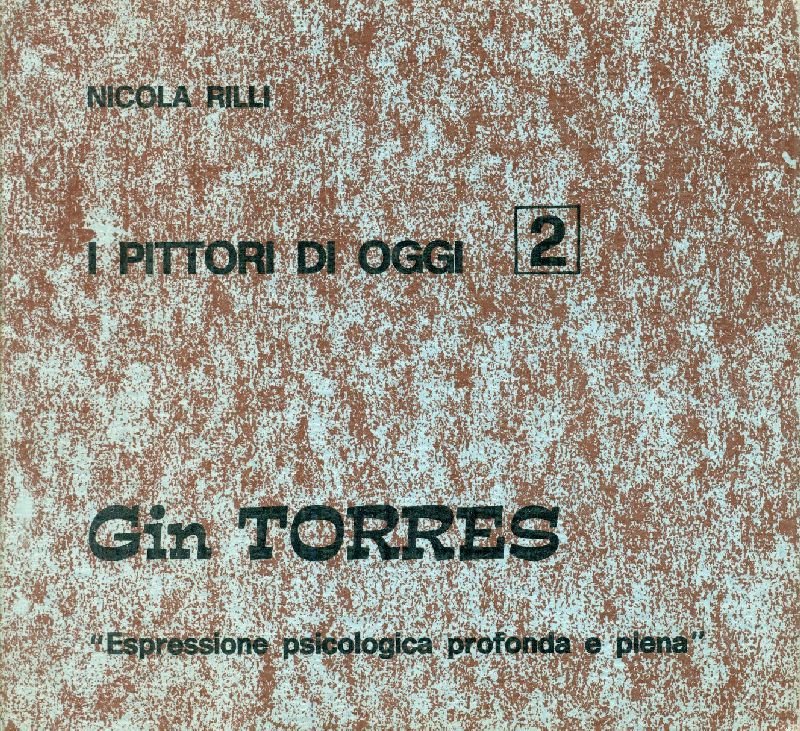 NICOLA RILLI
I PITTORI DI OGGI 2
Gin TORRES
"Espressione psicologica profonda e piena"